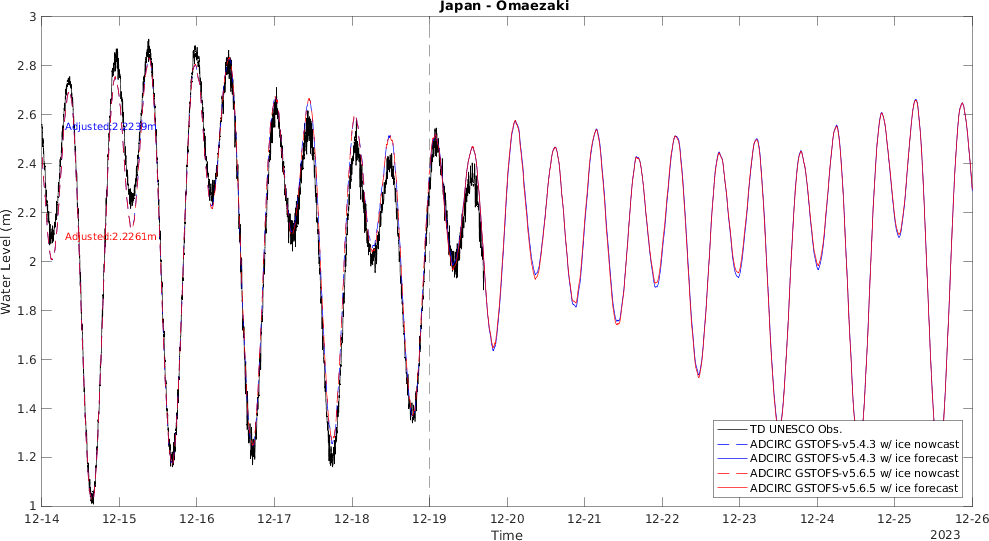 Japan - Omaezaki
Water Level (m)
3
2.8
2.6
2.4
2.2
2
1.8
1.6
1.4
1.2
1
Adjusted:2.2239m
Adjusted:2.2261m
TD UNESCO Obs.
ADCIRC GSTOFS-v5.4.3 w/ ice nowcast
ADCIRC GSTOFS-v5.4.3 w/ ice forecast
ADCIRC GSTOFS-v5.6.5 w/ ice nowcast
ADCIRC GSTOFS-v5.6.5 w/ ice forecast
12-14 12-15 12-16 12-17 12-18 12-19 12-20 12-21 12-22 12-23 12-24 12-25 12-26
Time
2023